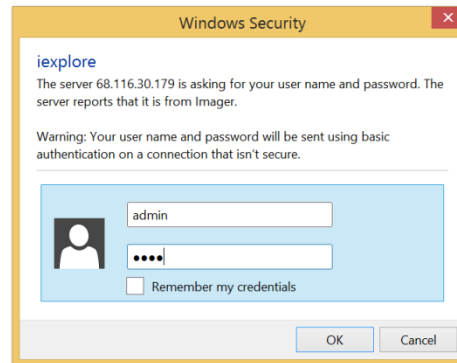 Windows Security
iexplore
The server 68.116.30.179 is asking for your user name and password. The
server reports that it is from Imager.
Warning: Your user name and password will be sent using basic
authentication on a connection that isn't secure.
admin
••••
Remember my credentials
OK
Cancel